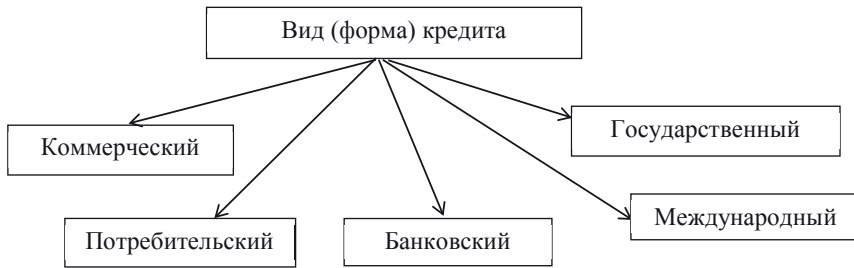 Вид (форма) кредита
Коммерческий
Государственный
Потребительский
Банковский
Международный